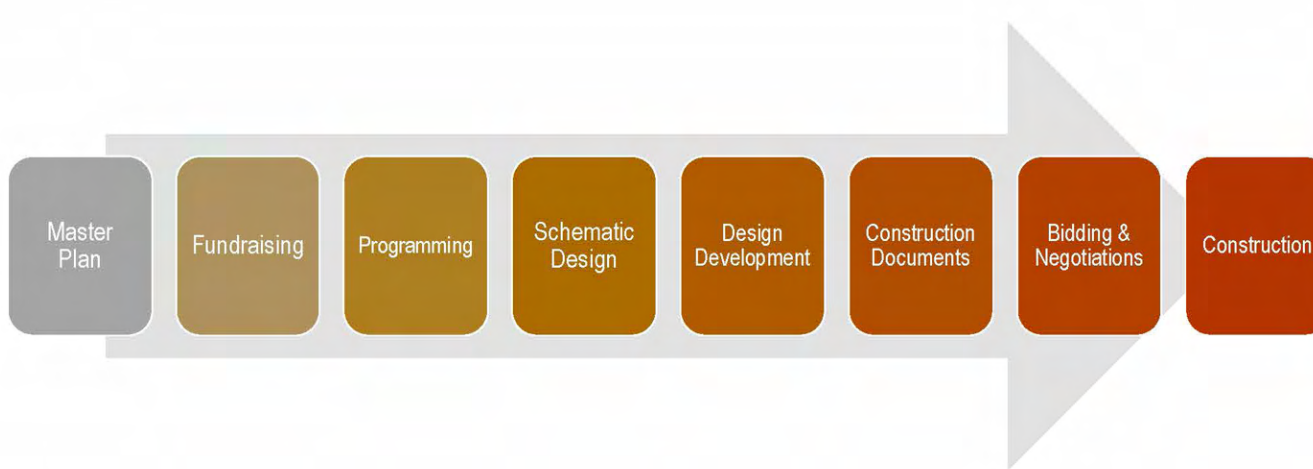 Master
Plan
Fundraising
Programming
Schematic
Design
Design
Development
Construction
Documents
Bidding &
Negotiations
Construction